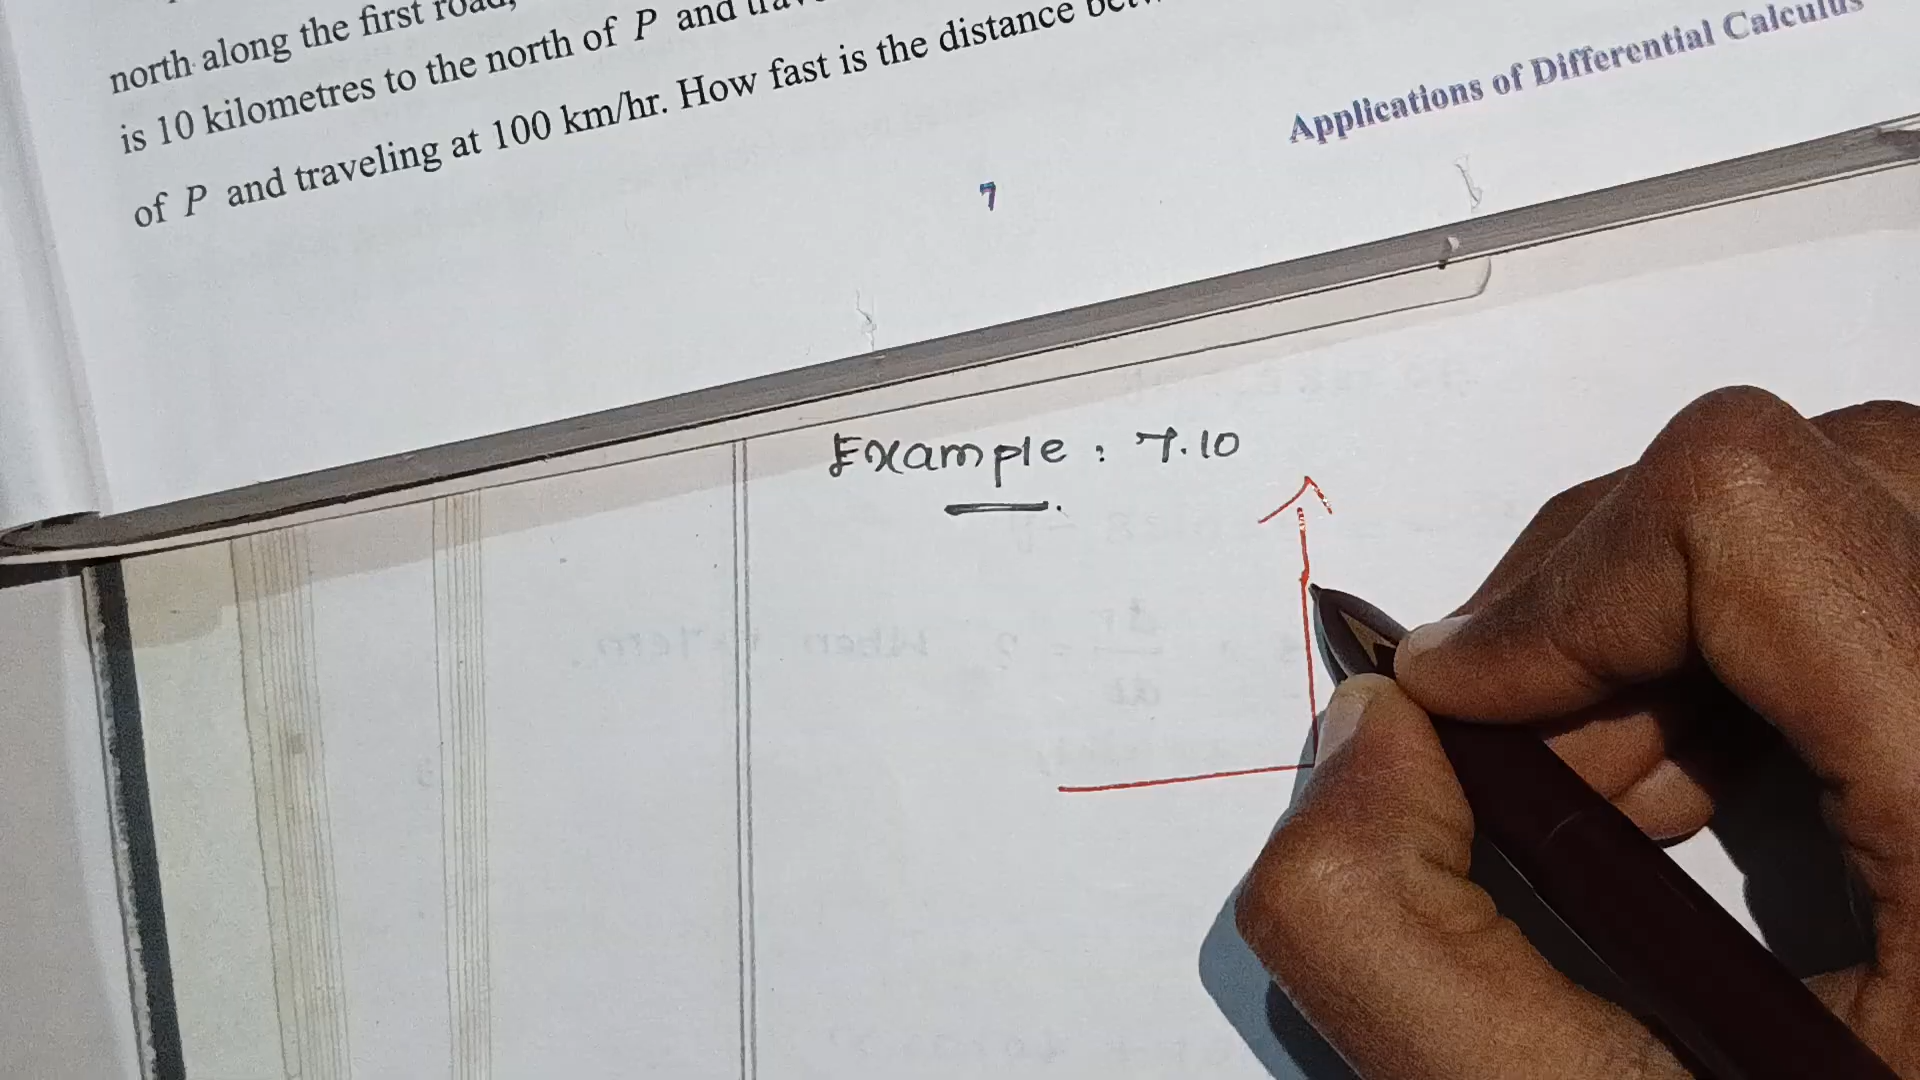 north along the first road,
is 10 kilometres to the north of P and
of P and traveling at 100 km/hr. How fast is the distance
7
Applications of Differential Calculus
Example : 7.10